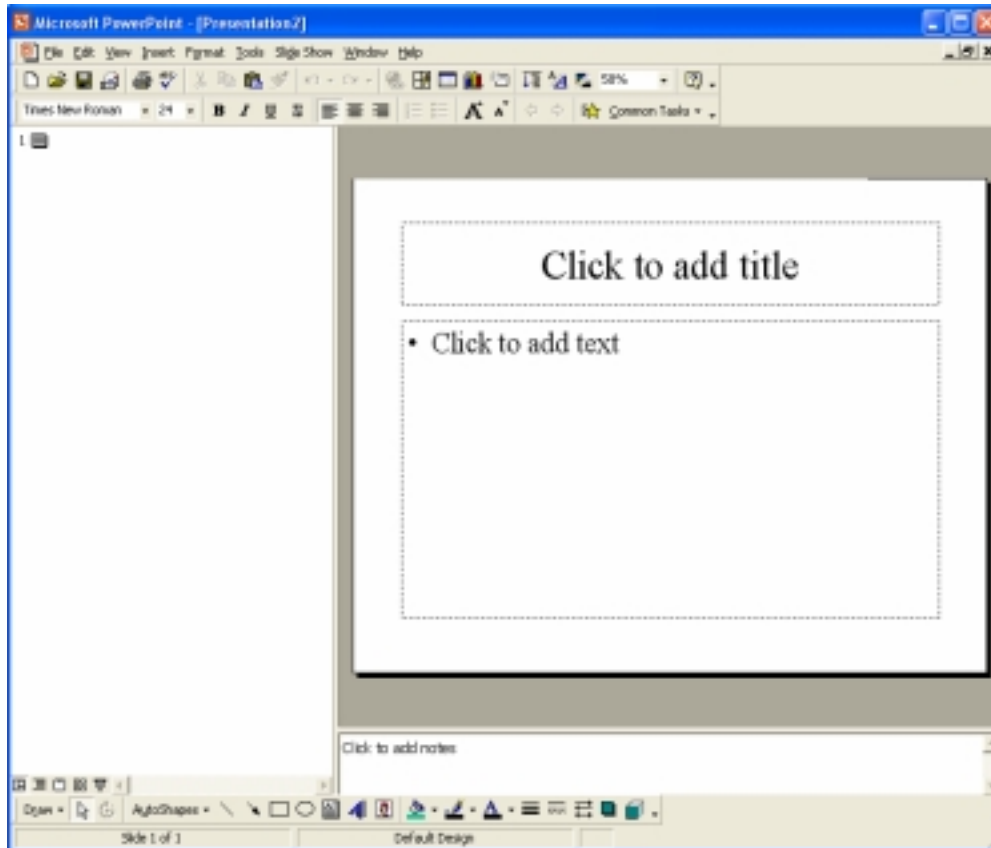 Microsoft PowerPoint - [Presentation2]
File Edit View Insert Format Tools Slide Show Window Help
58%
Times New Roman 24 B I U S Common Tasks
1
Click to add title
• Click to add text
Click to add notes
Draw AutoShapes
Slide 1 of 1 Default Design